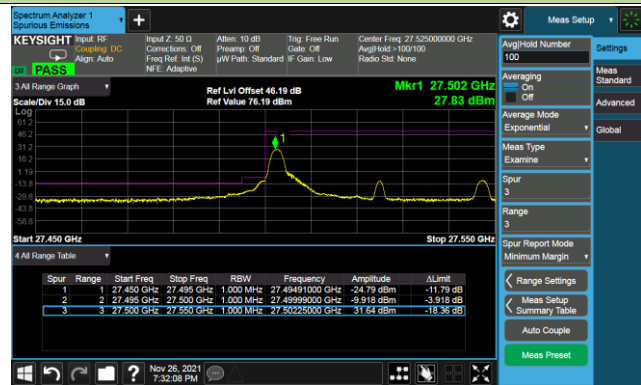 Spectrum Analyzer 1
Spurious Emissions
+
Meas Setup
KEYSIGHT Input: RF
Coupling: DC
Align: Auto
Input Z: 50 Ω
Corrections: Off
Freq Ref: Int (S)
NFE: Adaptive
Atten: 10 dB
Preamp: Off
µW Path: Standard
Trig: Free Run
Gate: Off
IF Gain: Low
Center Freq: 27.525000000 GHz
Avg|Hold:>100/100
Radio Std: None
PASS
3 All Range Graph
Scale/Div 15.0 dB
Ref Lvl Offset 46.19 dB
Ref Value 76.19 dBm
Mkr1 27.502 GHz
27.83 dBm
Log
61.2
46.2
31.2
16.2
1.19
-13.8
-28.8
-43.8
-58.8
1
Start 27.450 GHz
Stop 27.550 GHz
4 All Range Table
Spur Range Start Freq Stop Freq RBW Frequency Amplitude ΔLimit
1 1 27.450 GHz 27.495 GHz 1.000 MHz 27.49491000 GHz -24.79 dBm -11.79 dB
2 2 27.495 GHz 27.500 GHz 1.000 MHz 27.49999000 GHz -9.918 dBm -3.918 dB
3 3 27.500 GHz 27.550 GHz 1.000 MHz 27.50225000 GHz 31.64 dBm -18.36 dB
Avg|Hold Number
100
Averaging
On
Off
Average Mode
Exponential
Meas Type
Examine
Spur
3
Range
3
Spur Report Mode
Minimum Margin
Range Settings
Meas Setup
Summary Table
Auto Couple
Meas Preset
Settings
Meas
Standard
Advanced
Global
?
Nov 26, 2021
7:32:08 PM